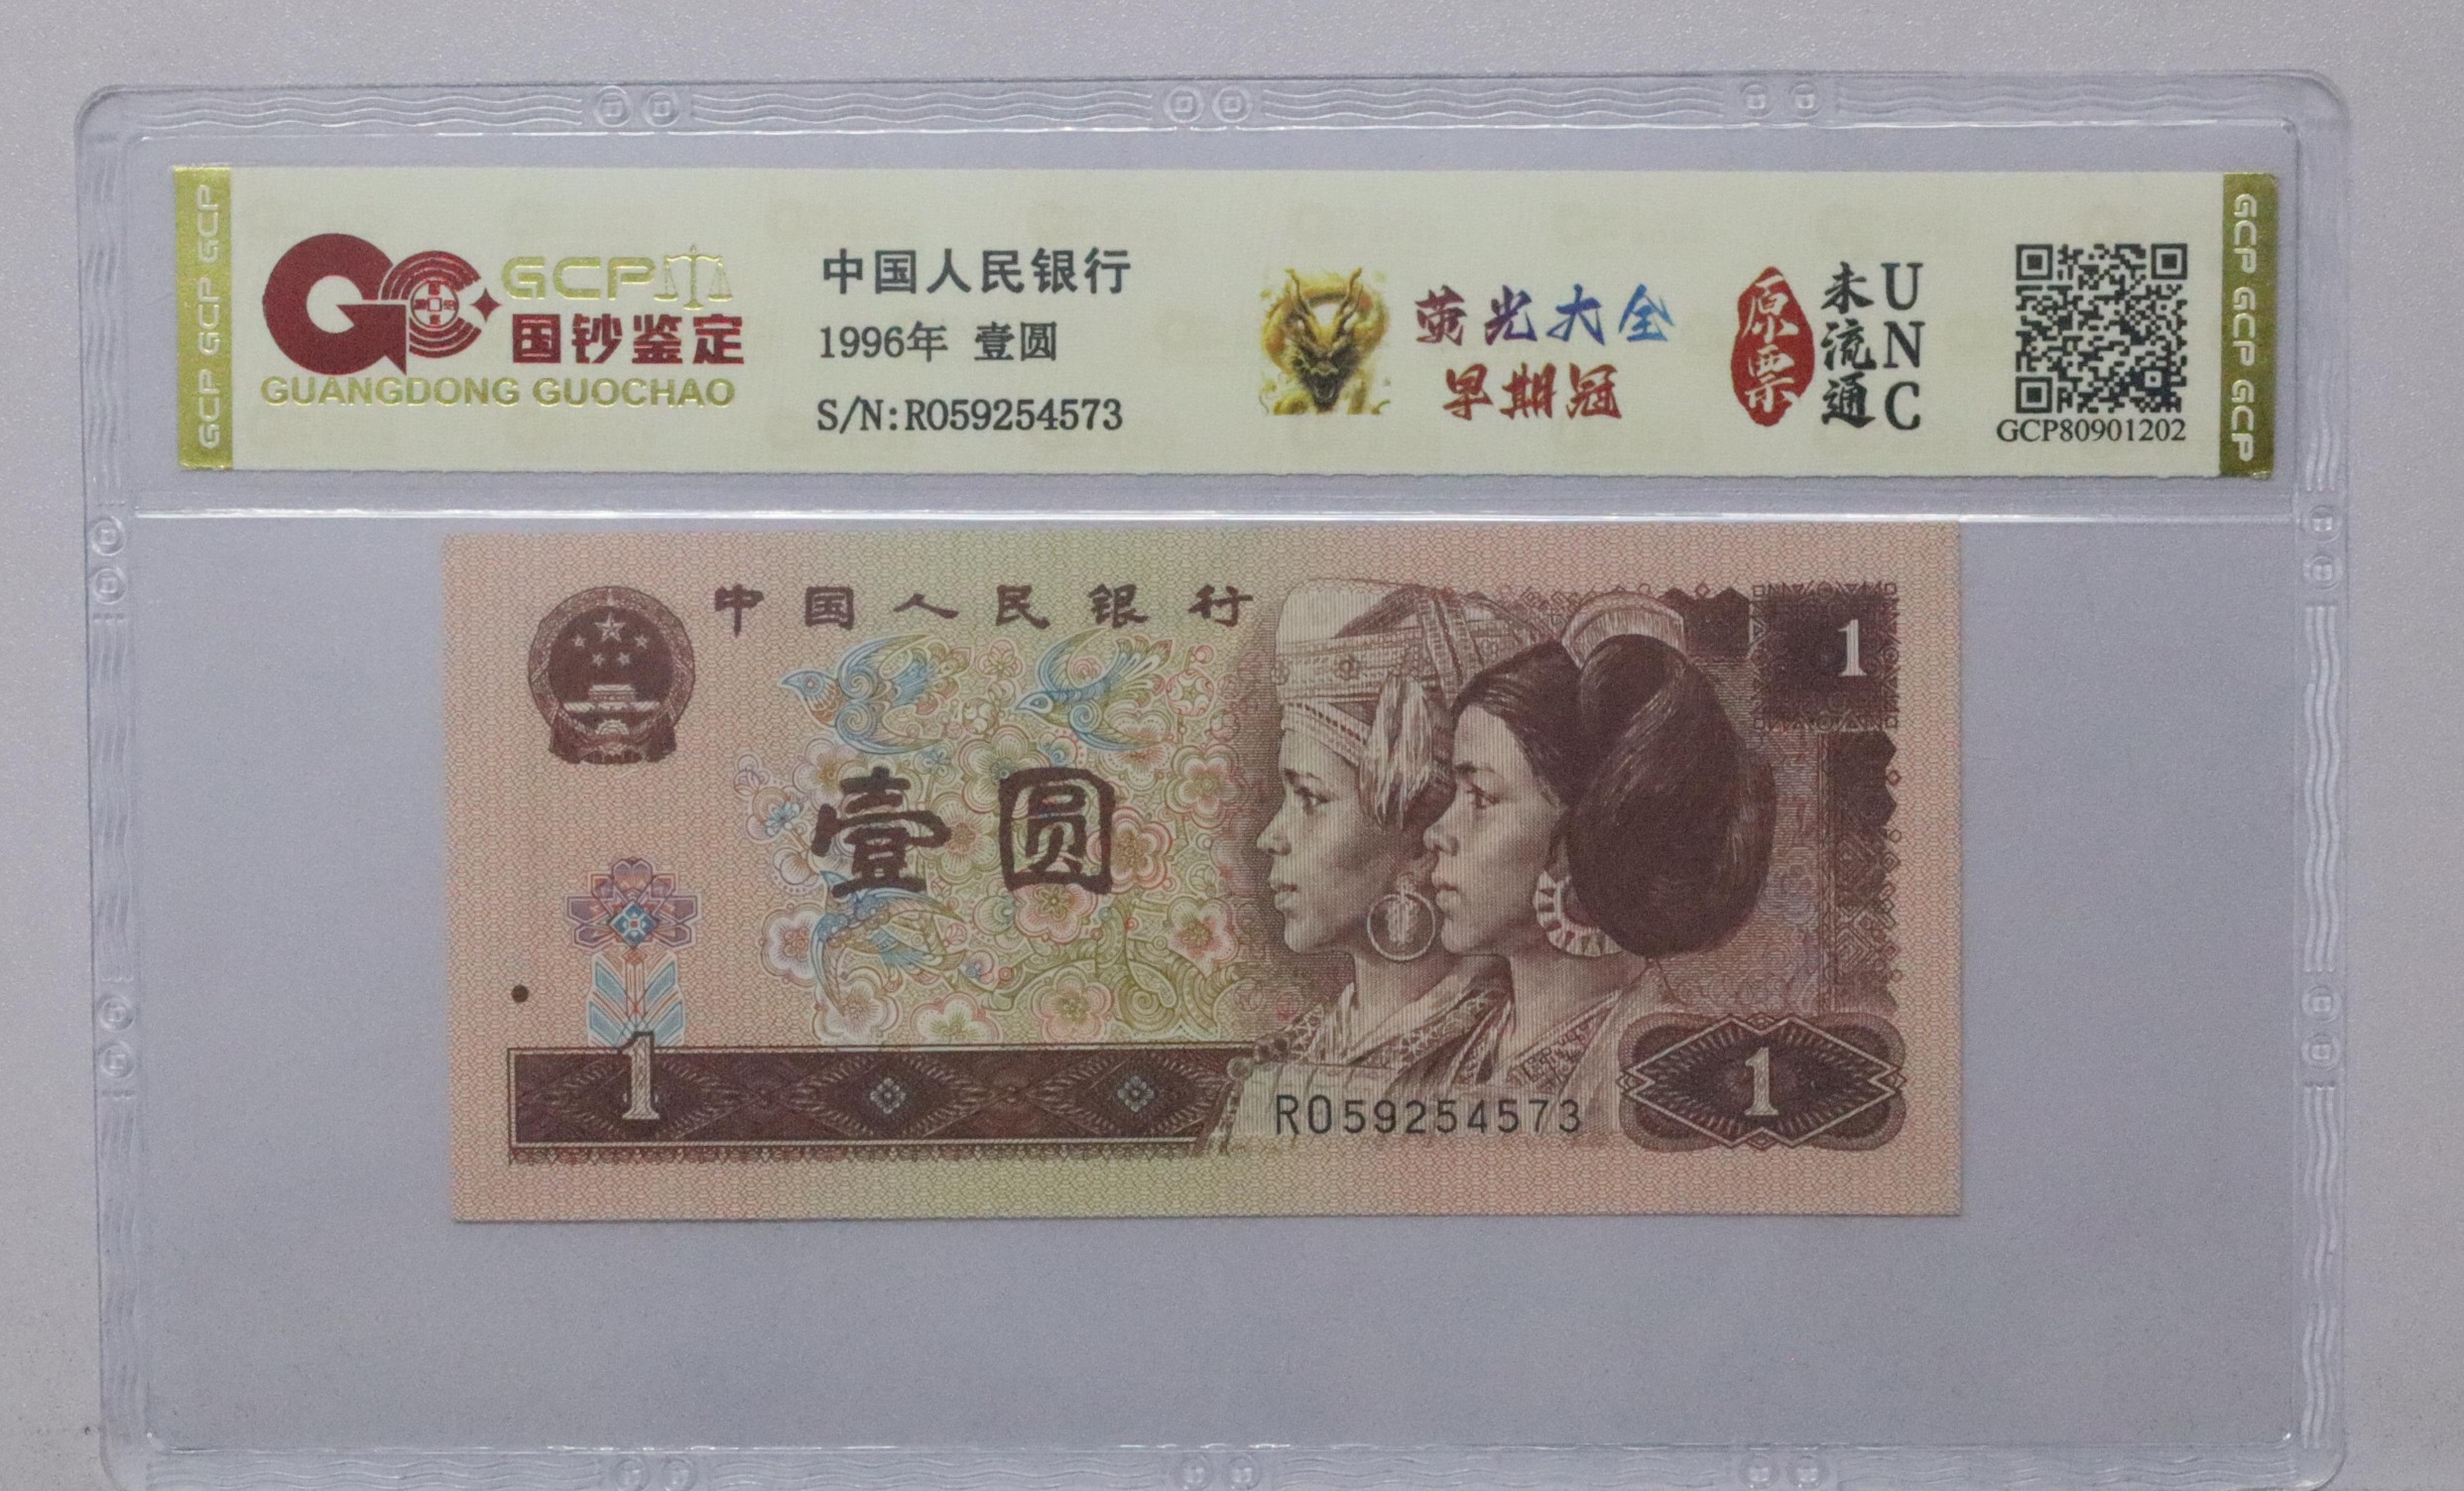 GCP GCP GCP
GCP
国钞鉴定
GUANGDONG GUOCHAO
中国人民银行
1996年 壹圆
S/N:RO59254573
荧光大全
早期冠
原票
未流通
UNC
GCP80901202
GCP GCP GCP
中国人民银行
1
壹圆
1
RO59254573
1